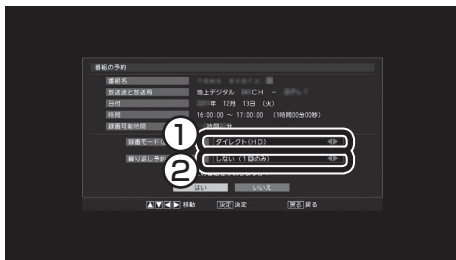 番組の予約
番組名
放送波と放送局 地上デジタル CH -
日付 年 12月 13日 (火)
時間 16:00:00 ~ 17:00:00 (1時間00分00秒)
録画可能時間 時間 分
録画モード ダイレクト(HD)
①
繰り返し予約 しない (1回のみ)
②
はい いいえ
▲▼◀▶ 移動 決定 決定 戻る 戻る